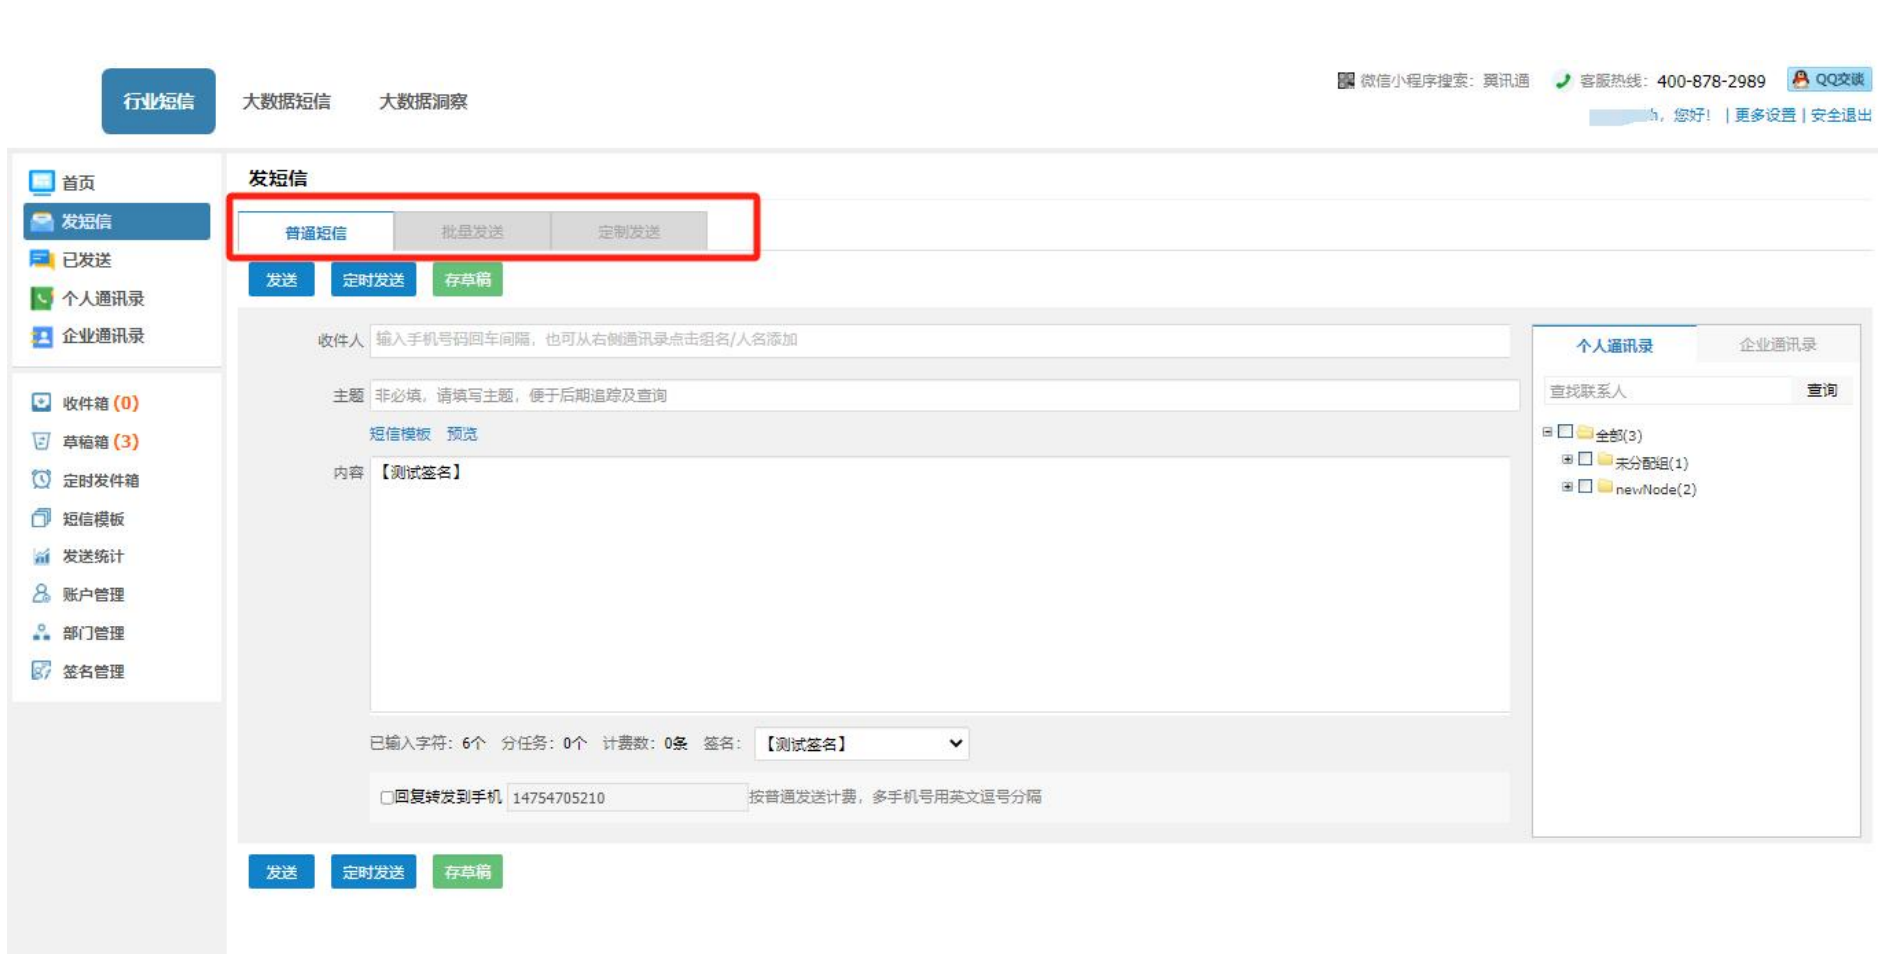 微信小程序搜索：翼讯通 客服热线：400-878-2989 QQ交谈
行业短信 大数据短信 大数据洞察
h，您好！ | 更多设置 | 安全退出
首页
发短信
已发送
个人通讯录
企业通讯录
收件箱 (0)
草稿箱 (3)
定时发件箱
短信模板
发送统计
账户管理
部门管理
签名管理
发短信
普通短信 批量发送 定制发送
发送 定时发送 存草稿
收件人 输入手机号码回车间隔，也可从右侧通讯录点击组名/人名添加
主题 非必填，请填写主题，便于后期追踪及查询
短信模板 预览
内容 【测试签名】
已输入字符：6个 分任务：0个 计费数：0条 签名：【测试签名】
回复转发到手机 14754705210 按普通发送计费，多手机号用英文逗号分隔
发送 定时发送 存草稿
个人通讯录 企业通讯录
查找联系人 查询
全部(3)
未分配组(1)
newNode(2)